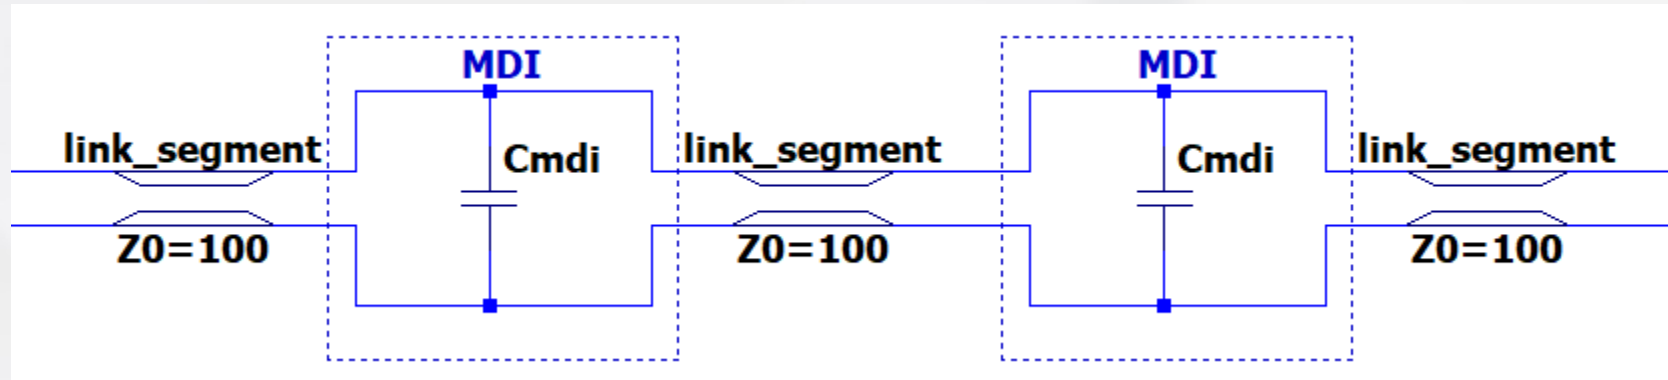 MDI
MDI
link_segment
Cmdi
link_segment
Cmdi
link_segment
Z0=100
Z0=100
Z0=100